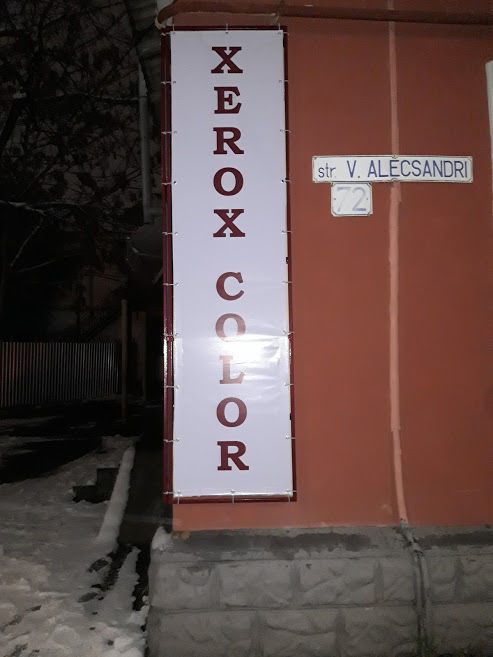 XEROX COLOR
str. V. ALECSANDRI
72